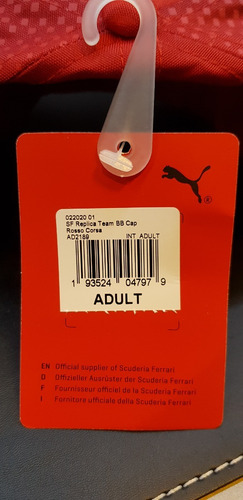 022020 01
SF Replica Team BB Cap
Rosso Corsa
AD2189 INT ADULT
1 93524 04797 9
ADULT
EN Official supplier of Scuderia Ferrari
D Offizieller Ausrüster der Scuderia Ferrari
F Fournisseur officiel de la Scuderia Ferrari
I Fornitore ufficiale della Scuderia Ferrari